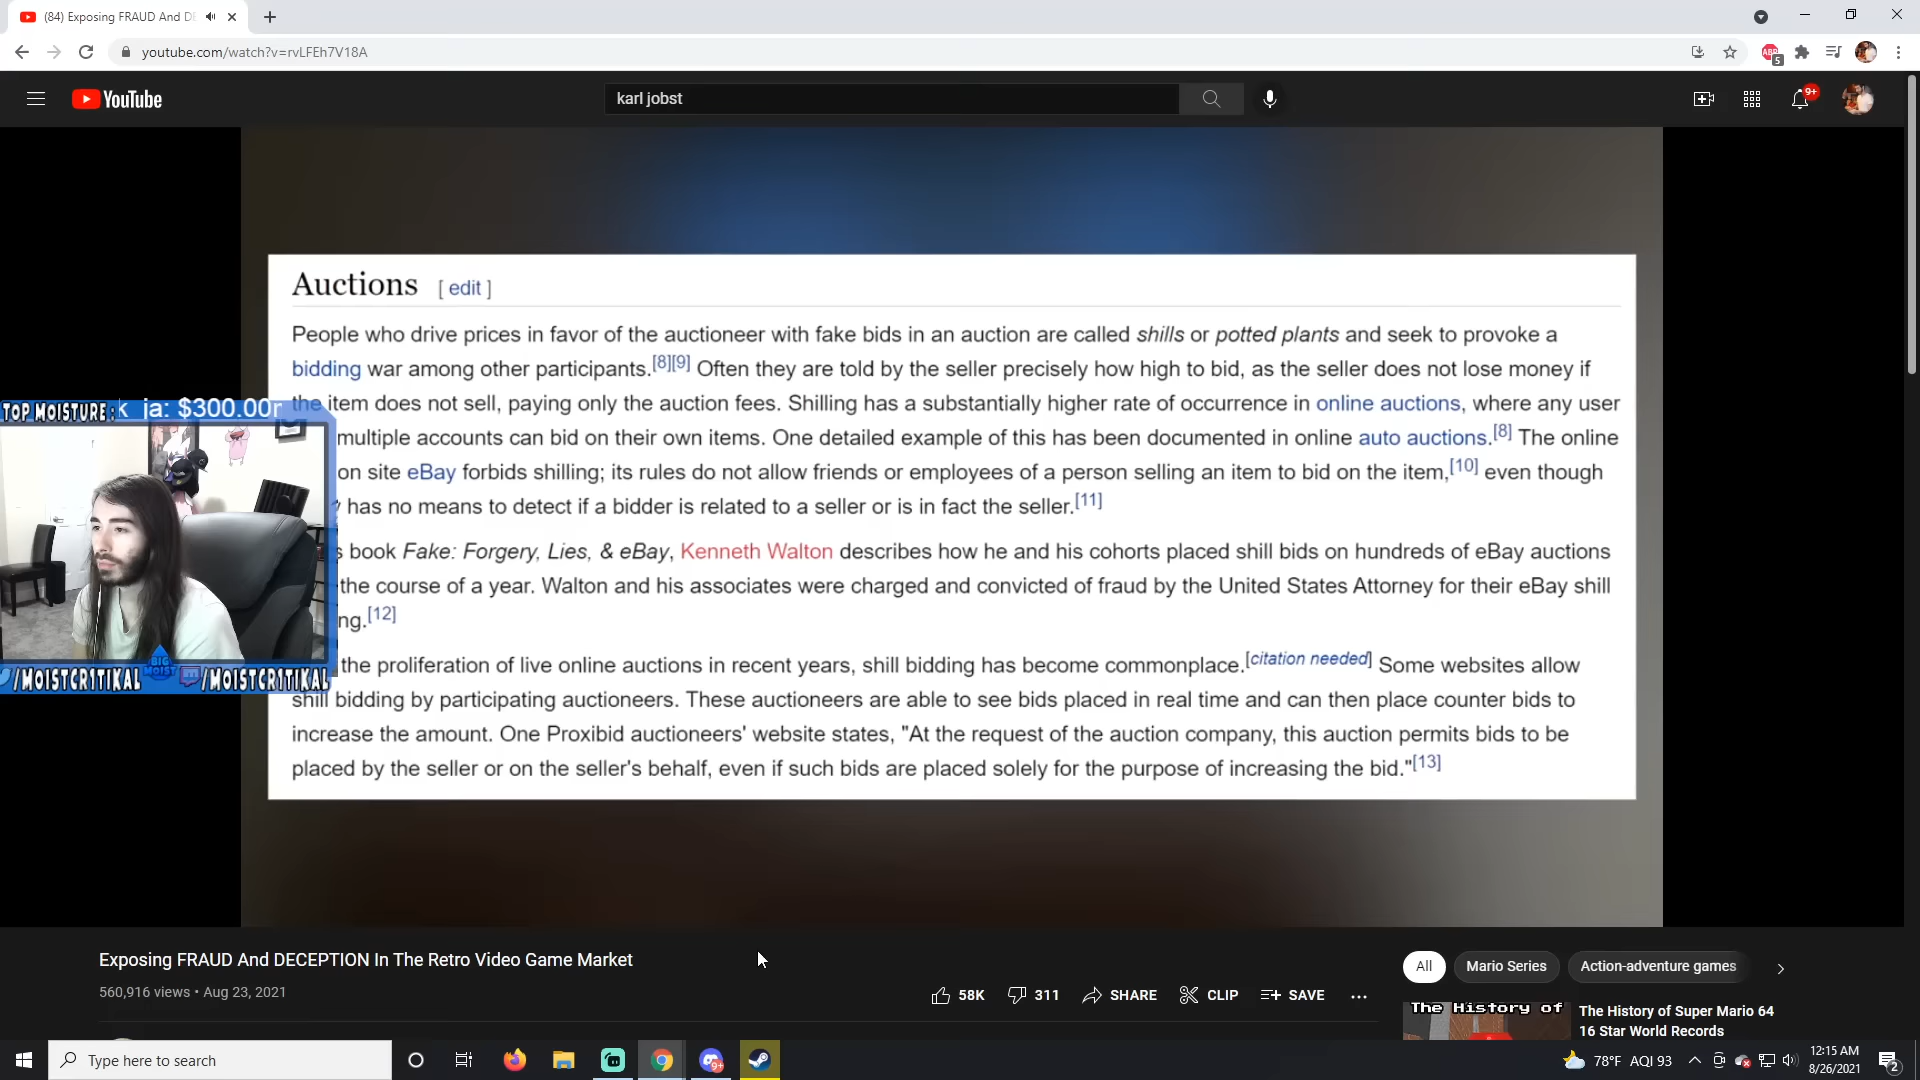 (84) Exposing FRAUD And DE
youtube.com/watch?v=rvLFEh7V18A
ABP
5
YouTube
karl jobst
9+
Auctions [ edit ]
People who drive prices in favor of the auctioneer with fake bids in an auction are called shills or potted plants and seek to provoke a
bidding war among other participants.[8][9] Often they are told by the seller precisely how high to bid, as the seller does not lose money if
the item does not sell, paying only the auction fees. Shilling has a substantially higher rate of occurrence in online auctions, where any user
multiple accounts can bid on their own items. One detailed example of this has been documented in online auto auctions.[8] The online
on site eBay forbids shilling; its rules do not allow friends or employees of a person selling an item to bid on the item,[10] even though
has no means to detect if a bidder is related to a seller or is in fact the seller.[11]
s book Fake: Forgery, Lies, & eBay, Kenneth Walton describes how he and his cohorts placed shill bids on hundreds of eBay auctions
the course of a year. Walton and his associates were charged and convicted of fraud by the United States Attorney for their eBay shill
ng.[12]
the proliferation of live online auctions in recent years, shill bidding has become commonplace.[citation needed] Some websites allow
shill bidding by participating auctioneers. These auctioneers are able to see bids placed in real time and can then place counter bids to
increase the amount. One Proxibid auctioneers' website states, "At the request of the auction company, this auction permits bids to be
placed by the seller or on the seller's behalf, even if such bids are placed solely for the purpose of increasing the bid."[13]
TOP MOISTURE: k ja: $300.00
/MOISTCR1TIKAL BIG MOIST /MOISTCR1TIKAL
Exposing FRAUD And DECEPTION In The Retro Video Game Market
560,916 views • Aug 23, 2021
58K 311 SHARE CLIP SAVE
All Mario Series Action-adventure games
The History of
The History of Super Mario 64
16 Star World Records
Type here to search
9+
78°F AQI 93
12:15 AM
8/26/2021
2